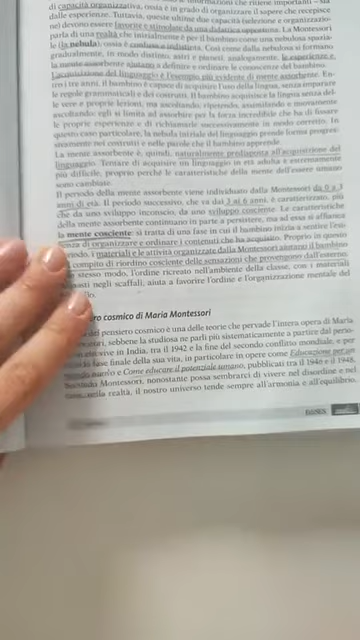 di capacità organizzativa, ossia è
dalle esperienze. Tuttavia, queste ultime due capacità (selezione e organizzazio-
nel devono essere favorite e stimolate da una didattica opportuna. La Montessori
parla di una realtà che inizialmente è per il bambino come una nebulosa spazia-
le (la nebula): ossia è confusa e indistinta. Così come dalla nebulosa si formano
gradualmente, in modo distinto, astri e pianeti, analogamente, le esperienze e
la mente assorbente aiutano a definire e ordinare le conoscenze del bambino.
L'acquisizione del linguaggio è l'esempio più evidente di mente assorbente. En-
tro i tre anni, il bambino è capace di acquisire l'uso della lingua, senza imparare
le regole grammaticali e dei costrutti. Il bambino acquisisce la lingua senza del-
le vere e proprie lezioni, ma ascoltando, ripetendo, assimilando e nuovamente
ascoltando: egli si limita ad assorbire per la forza incredibile che ha di fissare
le proprie esperienze e di richiamarle successivamente in modo corretto. In
questo caso particolare, la nebula iniziale del linguaggio prende forma progres-
sivamente nei costrutti e nelle parole che il bambino apprende.
La mente assorbente è, quindi, naturalmente predisposta all'acquisizione del
linguaggio. Tentare di acquisire un linguaggio in età adulta è estremamente
più difficile, proprio perché le caratteristiche della mente dell'essere umano
sono cambiate.
Il periodo della mente assorbente viene individuato dalla Montessori da 0 a 3
anni di età. Il periodo successivo, che va dai 3 ai 6 anni, è caratterizzato, più
che da uno sviluppo inconscio, da uno sviluppo cosciente. Le caratteristiche
della mente assorbente continuano in parte a persistere, ma ad essa si affianca
la mente cosciente: si tratta di una fase in cui il bambino inizia a sentire l'esi-
genza di organizzare e ordinare i contenuti che ha acquisito. Proprio in questo
periodo, i materiali e le attività organizzate dalla Montessori aiutano il bambino
compito di riordino cosciente delle sensazioni che provengono dall'esterno.
stesso modo, l'ordine ricreato nell'ambiente della classe, con i materiali
negli scaffali, aiuta a favorire l'ordine e l'organizzazione mentale del
cosmico di Maria Montessori
del pensiero cosmico è una delle teorie che pervade l'intera opera di Maria
sebbene la studiosa ne parli più sistematicamente a partire dal perio-
in India, tra il 1942 e la fine del secondo conflitto mondiale, e per
fase finale della sua vita, in particolare in opere come Educazione per un
nuovo e Come educare il potenziale umano, pubblicati tra il 1946 e il 1948.
Secondo Montessori, nonostante possa sembrarci di vivere nel disordine e nel
nella realtà, il nostro universo tende sempre all'armonia e all'equilibrio.